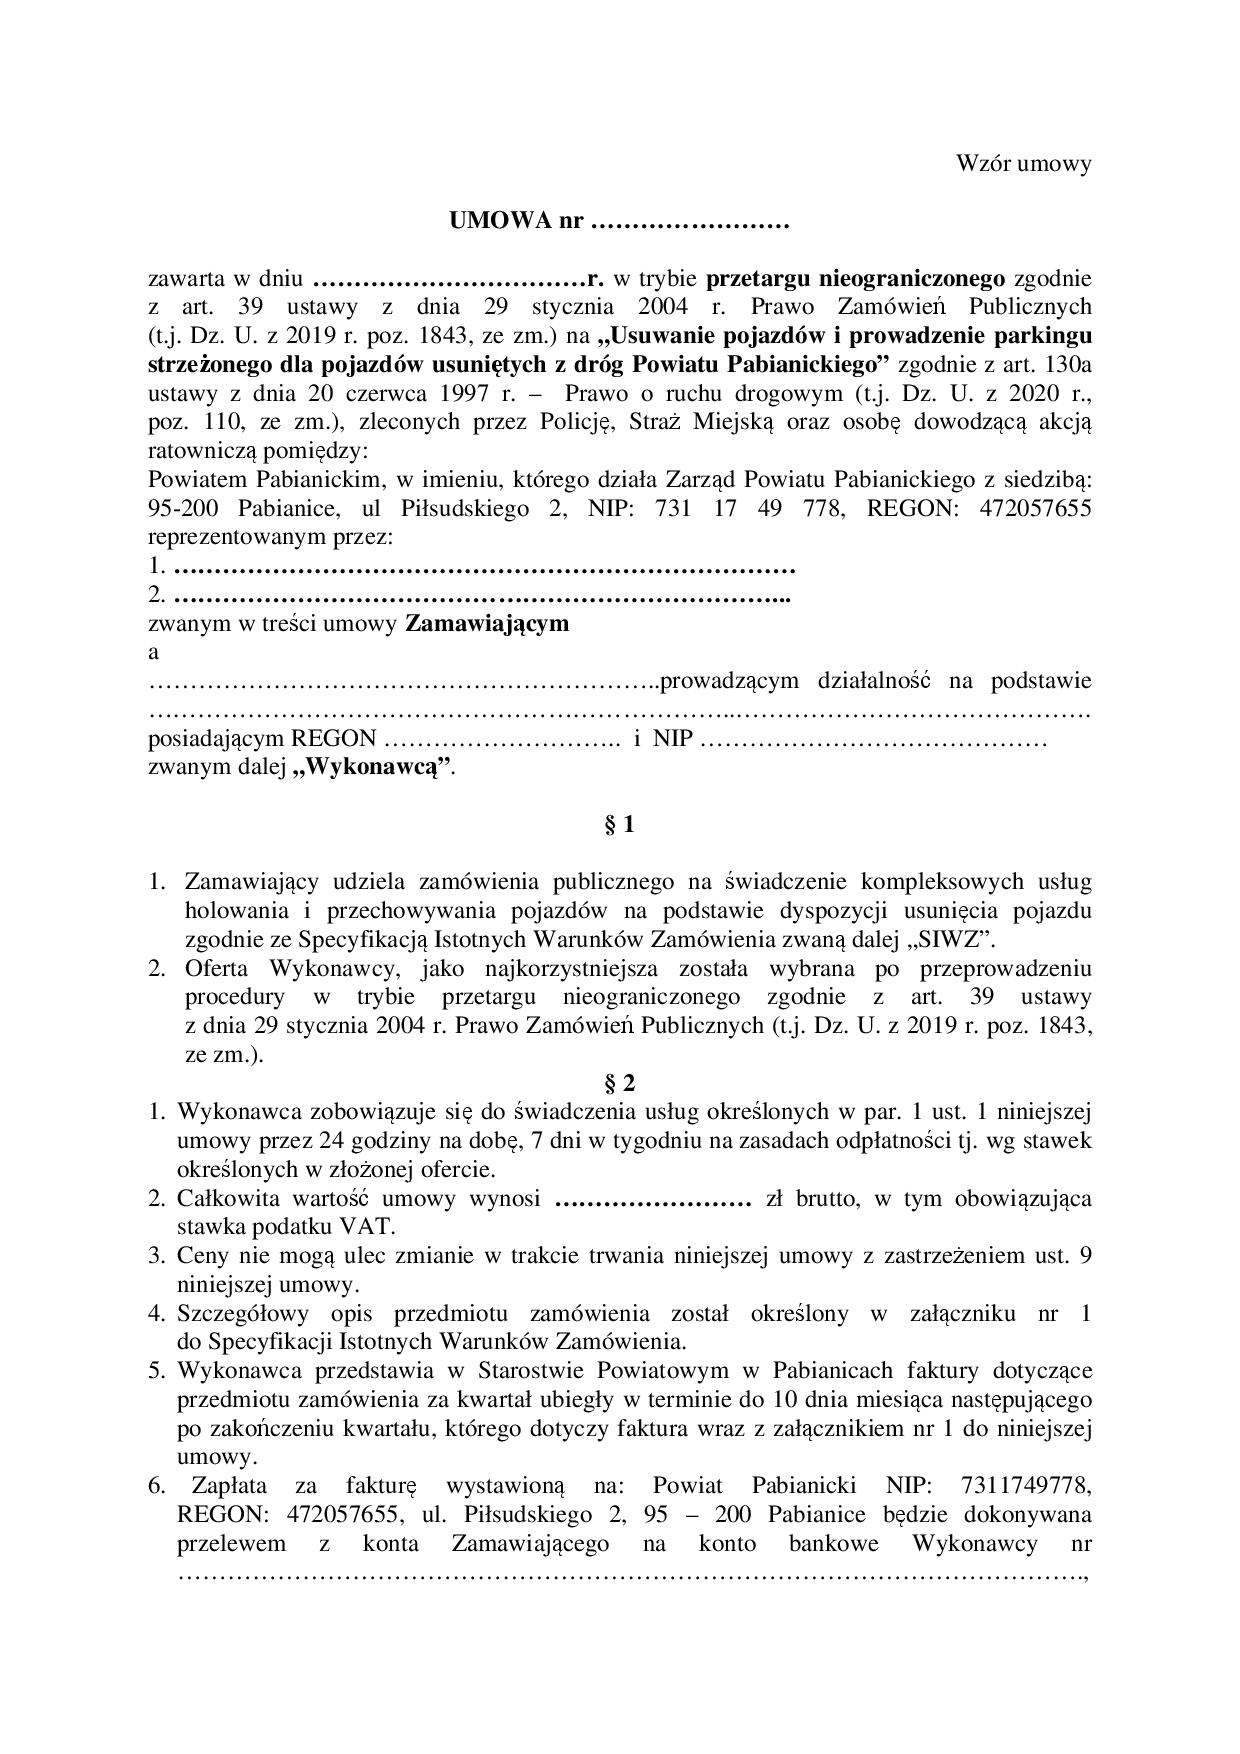 Wzór umowy
UMOWA nr ……………………
zawarta w dniu ……………………………r. w trybie przetargu nieograniczonego zgodnie
z art. 39 ustawy z dnia 29 stycznia 2004 r. Prawo Zamówień Publicznych
(t.j. Dz. U. z 2019 r. poz. 1843, ze zm.) na „Usuwanie pojazdów i prowadzenie parkingu
strzeżonego dla pojazdów usuniętych z dróg Powiatu Pabianickiego” zgodnie z art. 130a
ustawy z dnia 20 czerwca 1997 r. – Prawo o ruchu drogowym (t.j. Dz. U. z 2020 r.,
poz. 110, ze zm.), zleconych przez Policję, Straż Miejską oraz osobę dowodzącą akcją
ratowniczą pomiędzy:
Powiatem Pabianickim, w imieniu, którego działa Zarząd Powiatu Pabianickiego z siedzibą:
95-200 Pabianice, ul Piłsudskiego 2, NIP: 731 17 49 778, REGON: 472057655
reprezentowanym przez:
1. …………………………………………………………………
2. ………………………………………………………………...
zwanym w treści umowy Zamawiającym
a
……………………………………………………..prowadzącym działalność na podstawie
….………………………………………….………………..…………………………………….
posiadającym REGON ……………………….. i NIP ……………………………………
zwanym dalej „Wykonawcą”.
§ 1
1. Zamawiający udziela zamówienia publicznego na świadczenie kompleksowych usług
holowania i przechowywania pojazdów na podstawie dyspozycji usunięcia pojazdu
zgodnie ze Specyfikacją Istotnych Warunków Zamówienia zwaną dalej „SIWZ”.
2. Oferta Wykonawcy, jako najkorzystniejsza została wybrana po przeprowadzeniu
procedury w trybie przetargu nieograniczonego zgodnie z art. 39 ustawy
z dnia 29 stycznia 2004 r. Prawo Zamówień Publicznych (t.j. Dz. U. z 2019 r. poz. 1843,
ze zm.).
§ 2
1. Wykonawca zobowiązuje się do świadczenia usług określonych w par. 1 ust. 1 niniejszej
umowy przez 24 godziny na dobę, 7 dni w tygodniu na zasadach odpłatności tj. wg stawek
określonych w złożonej ofercie.
2. Całkowita wartość umowy wynosi …………………… zł brutto, w tym obowiązująca
stawka podatku VAT.
3. Ceny nie mogą ulec zmianie w trakcie trwania niniejszej umowy z zastrzeżeniem ust. 9
niniejszej umowy.
4. Szczegółowy opis przedmiotu zamówienia został określony w załączniku nr 1
do Specyfikacji Istotnych Warunków Zamówienia.
5. Wykonawca przedstawia w Starostwie Powiatowym w Pabianicach faktury dotyczące
przedmiotu zamówienia za kwartał ubiegły w terminie do 10 dnia miesiąca następującego
po zakończeniu kwartału, którego dotyczy faktura wraz z załącznikiem nr 1 do niniejszej
umowy.
6. Zapłata za fakturę wystawioną na: Powiat Pabianicki NIP: 7311749778,
REGON: 472057655, ul. Piłsudskiego 2, 95 – 200 Pabianice będzie dokonywana
przelewem z konta Zamawiającego na konto bankowe Wykonawcy nr
……………………………………………………………………………………………….,